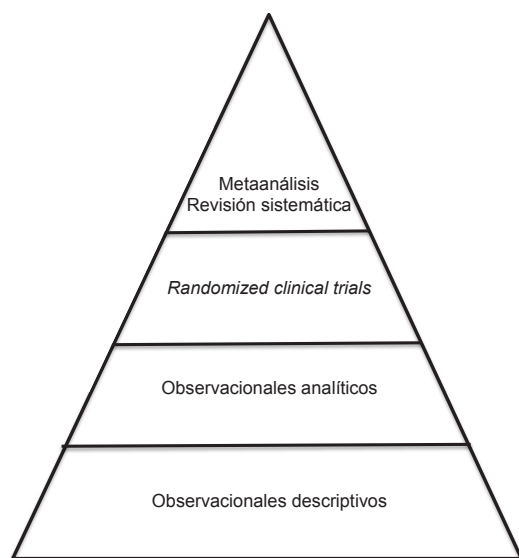 Metaanálisis
Revisión sistemática
Randomized clinical trials
Observacionales analíticos
Observacionales descriptivos